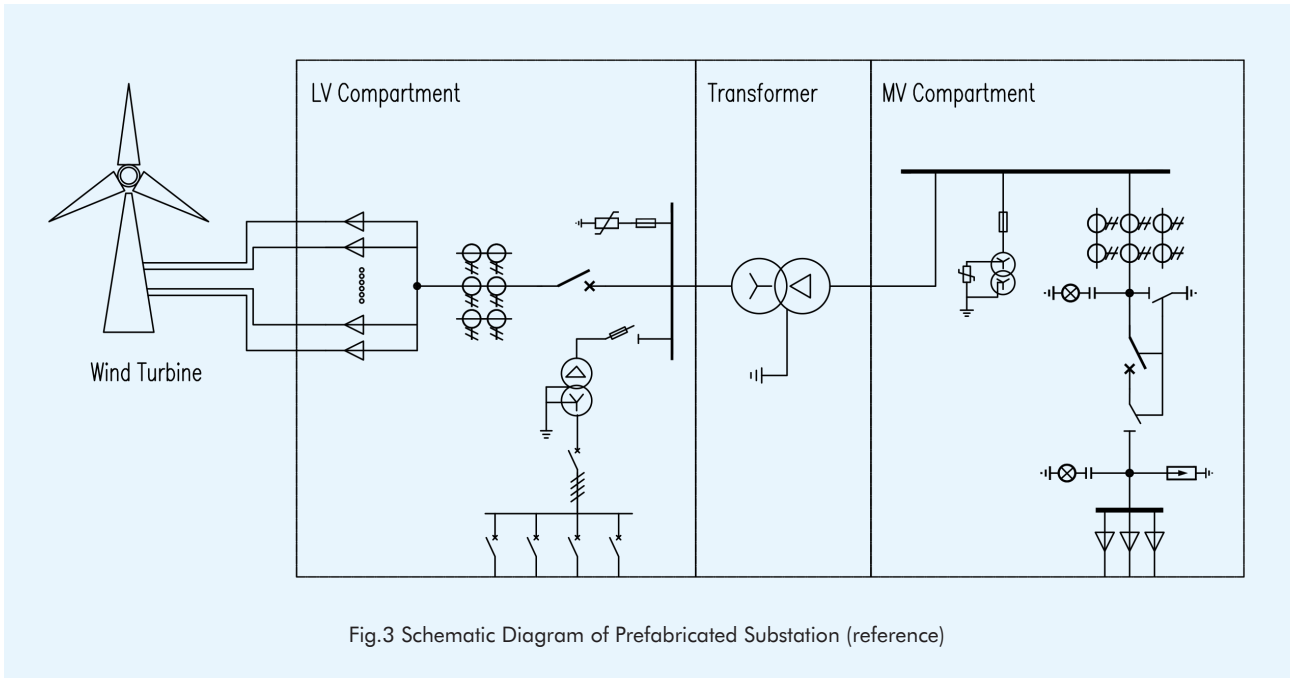 LV Compartment
Transformer
MV Compartment
Wind Turbine
Fig.3 Schematic Diagram of Prefabricated Substation (reference)